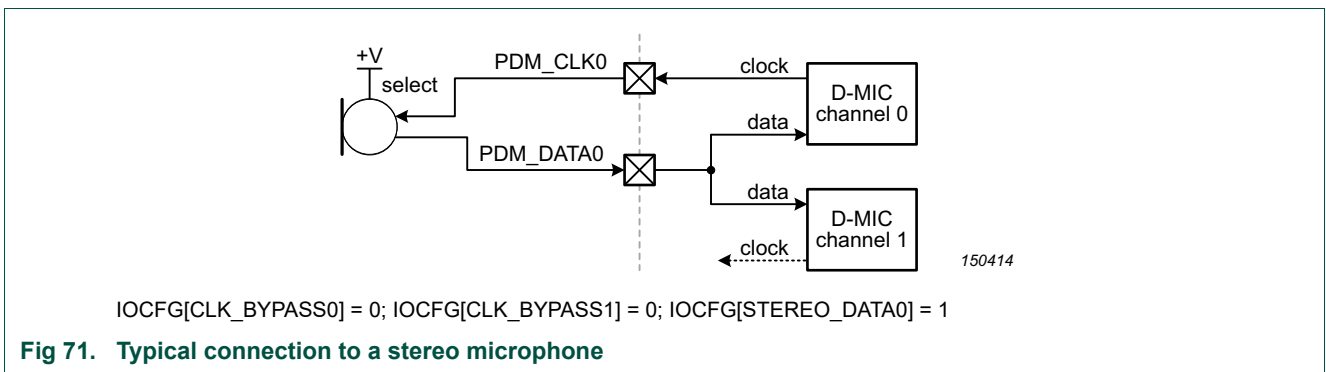 +V
select
PDM_CLK0
clock
D-MIC
channel 0
data
PDM_DATA0
data
D-MIC
channel 1
clock
150414
IOCFG[CLK_BYPASS0] = 0; IOCFG[CLK_BYPASS1] = 0; IOCFG[STEREO_DATA0] = 1
Fig 71. Typical connection to a stereo microphone